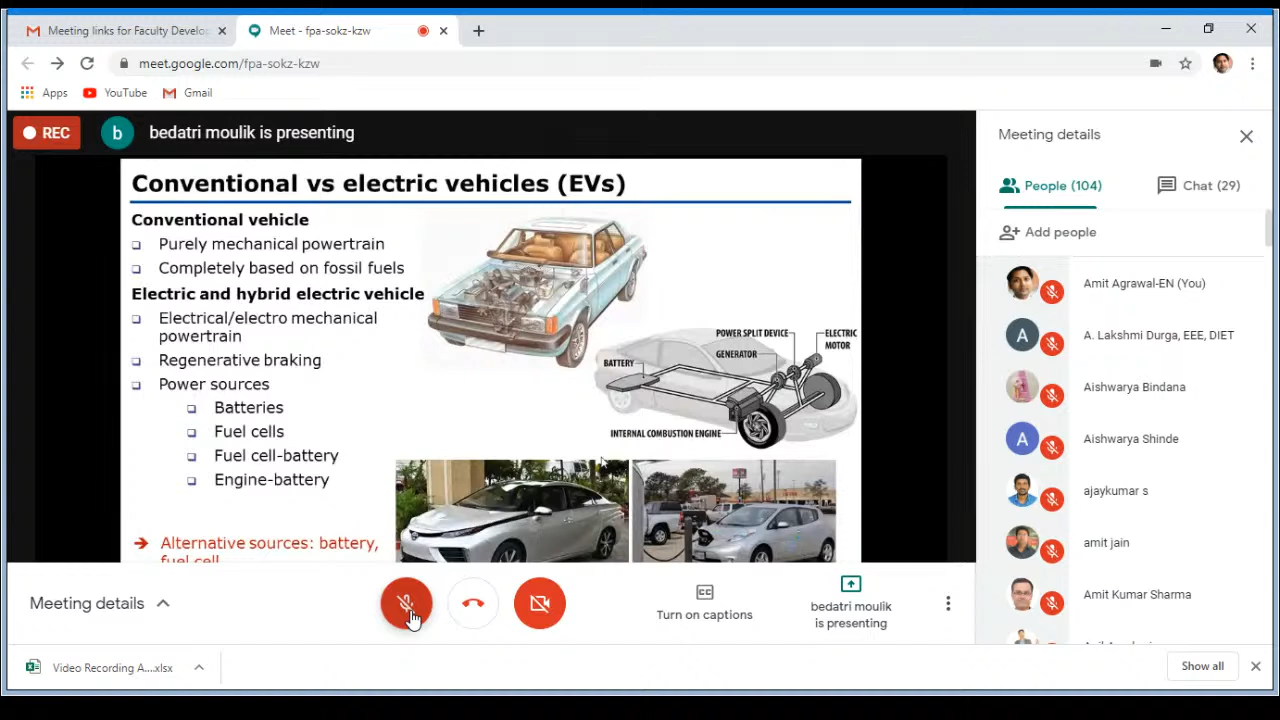 Meeting links for Faculty Develo
Meet - fpa-sokz-kzw
meet.google.com/fpa-sokz-kzw
Apps
YouTube
Gmail
REC
b
bedatri moulik is presenting
Conventional vs electric vehicles (EVs)
Conventional vehicle
Purely mechanical powertrain
Completely based on fossil fuels
Electric and hybrid electric vehicle
Electrical/electro mechanical
powertrain
Regenerative braking
Power sources
Batteries
Fuel cells
Fuel cell-battery
Engine-battery
Alternative sources: battery,
fuel cell
POWER SPLIT DEVICE
ELECTRIC
MOTOR
GENERATOR
BATTERY
INTERNAL COMBUSTION ENGINE
Meeting details
People (104)
Chat (29)
Add people
Amit Agrawal-EN (You)
A
A. Lakshmi Durga, EEE, DIET
Aishwarya Bindana
A
Aishwarya Shinde
ajaykumar s
amit jain
Amit Kumar Sharma
Meeting details
Turn on captions
bedatri moulik
is presenting
Video Recording A....xlsx
Show all